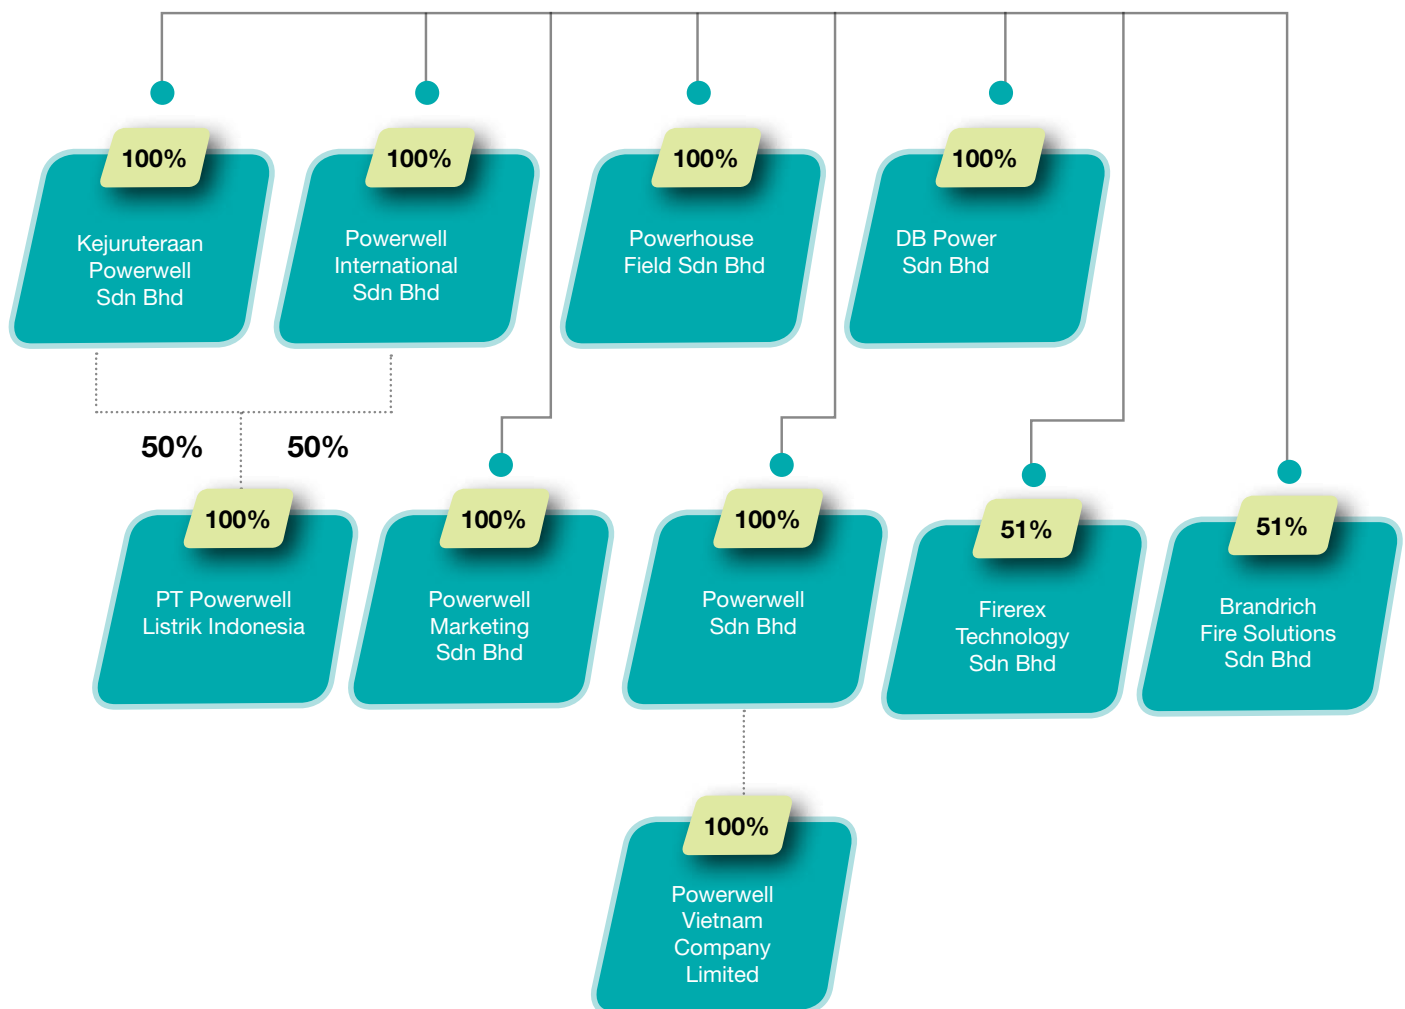 100%
Kejuruteraan
Powerwell
Sdn Bhd
100%
Powerwell
International
Sdn Bhd
100%
Powerhouse
Field Sdn Bhd
100%
DB Power
Sdn Bhd
50%
50%
100%
PT Powerwell
Listrik Indonesia
100%
Powerwell
Marketing
Sdn Bhd
100%
Powerwell
Sdn Bhd
51%
Firerex
Technology
Sdn Bhd
51%
Brandrich
Fire Solutions
Sdn Bhd
100%
Powerwell
Vietnam
Company
Limited